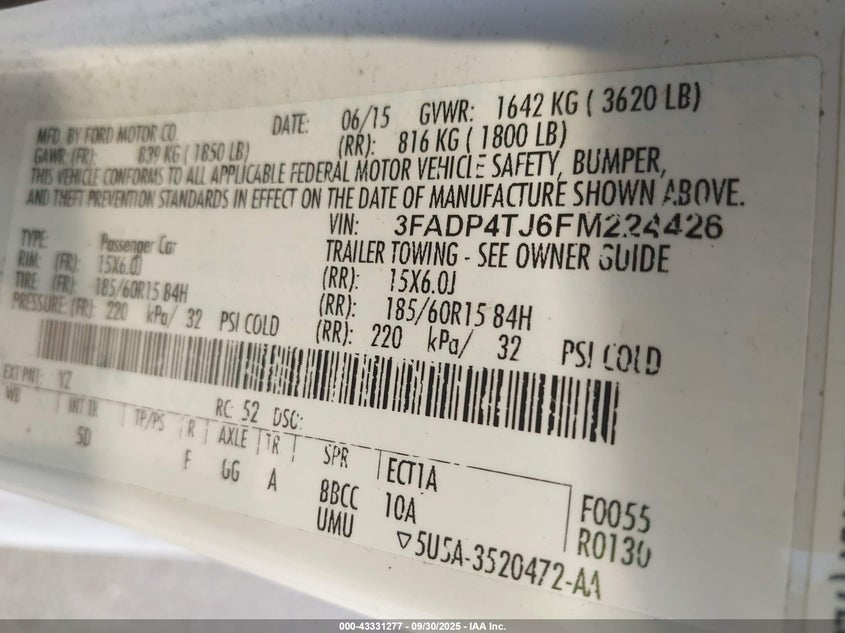 MFD. BY FORD MOTOR CO. DATE: 06/15 GVWR: 1642 KG ( 3620 LB)
GAWR: (FR): 839 KG ( 1850 LB) (RR): 816 KG ( 1800 LB)
THIS VEHICLE CONFORMS TO ALL APPLICABLE FEDERAL MOTOR VEHICLE SAFETY, BUMPER,
AND THEFT PREVENTION STANDARDS IN EFFECT ON THE DATE OF MANUFACTURE SHOWN ABOVE.
VIN: 3FADP4TJ6FM224426
TYPE: Passenger Car TRAILER TOWING - SEE OWNER GUIDE
RIM: (FR): 15X6.0J (RR): 15X6.0J
TIRE (FR): 185/60R15 84H (RR): 185/60R15 84H
PRESSURE: (FR): 220 kPa/ 32 PSI COLD (RR): 220 kPa/ 32 PSI COLD
EXT PNT: YZ RC: 52 DSO:
WB INT TR TP/PS R AXLE TR SPR ECT1A
5D F GG A BBCC 10A F0055
UMU ▽5U5A-3520472-AA R0130
000-43331277 - 09/30/2025 - IAA Inc.